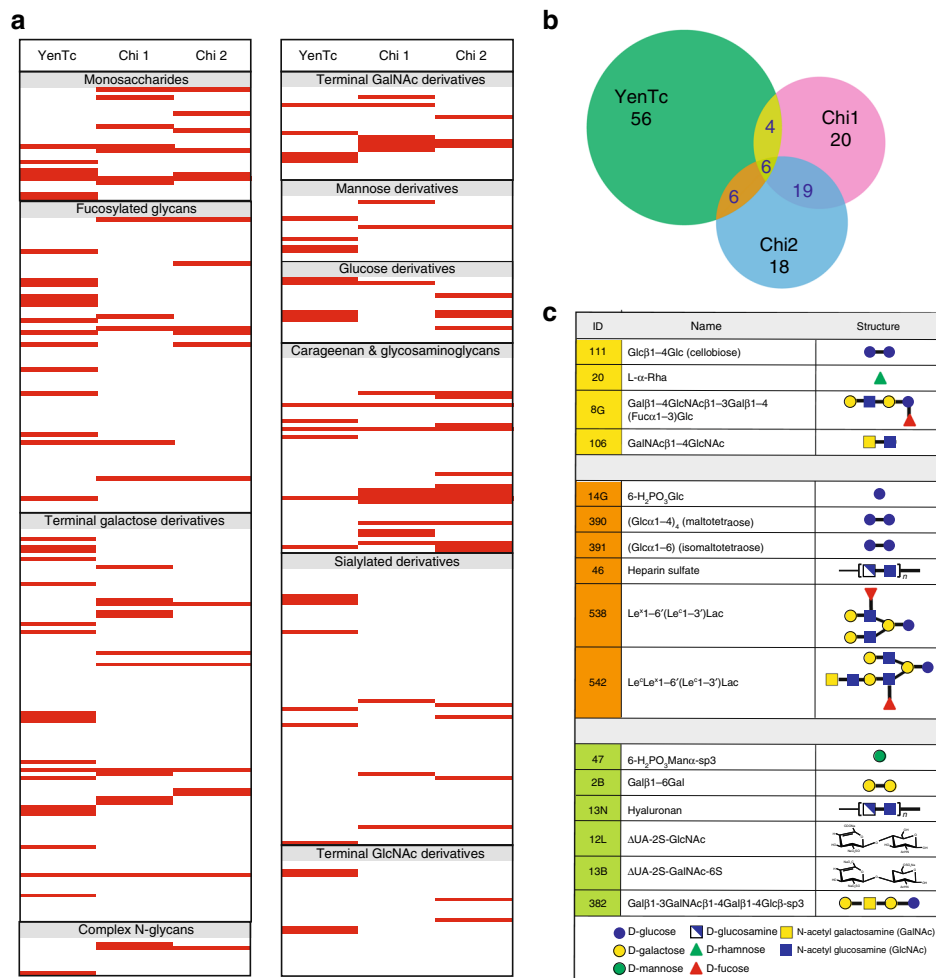 a
YenTc Chi 1 Chi 2
Monosaccharides
Fucosylated glycans
Terminal galactose derivatives
Complex N-glycans
YenTc Chi 1 Chi 2
Terminal GalNAc derivatives
Mannose derivatives
Glucose derivatives
Carageenan & glycosaminoglycans
Sialylated derivatives
Terminal GlcNAc derivatives
b
YenTc
56
4
Chi1
20
6
6
19
Chi2
18
c
ID Name Structure
111 Glcβ1–4Glc (cellobiose)
20 L-α-Rha
8G Galβ1–4GlcNAcβ1–3Galβ1–4
(Fucα1–3)Glc
106 GalNAcβ1–4GlcNAc
14G 6-H₂PO₃Glc
390 (Glcα1–4)₄ (maltotetraose)
391 (Glcα1–6) (isomaltotetraose)
46 Heparin sulfate n
538 Leˣ1–6′(Leᶜ1–3′)Lac
542 LeᶜLeˣ1–6′(Leᶜ1–3′)Lac
47 6-H₂PO₃Manα-sp3
2B Galβ1–6Gal
13N Hyaluronan n
12L ΔUA-2S-GlcNAc
13B ΔUA-2S-GalNAc-6S
382 Galβ1-3GalNAcβ1-4Galβ1-4Glcβ-sp3
D-glucose D-glucosamine N-acetyl galactosamine (GalNAc)
D-galactose D-rhamnose N-acetyl glucosamine (GlcNAc)
D-mannose D-fucose